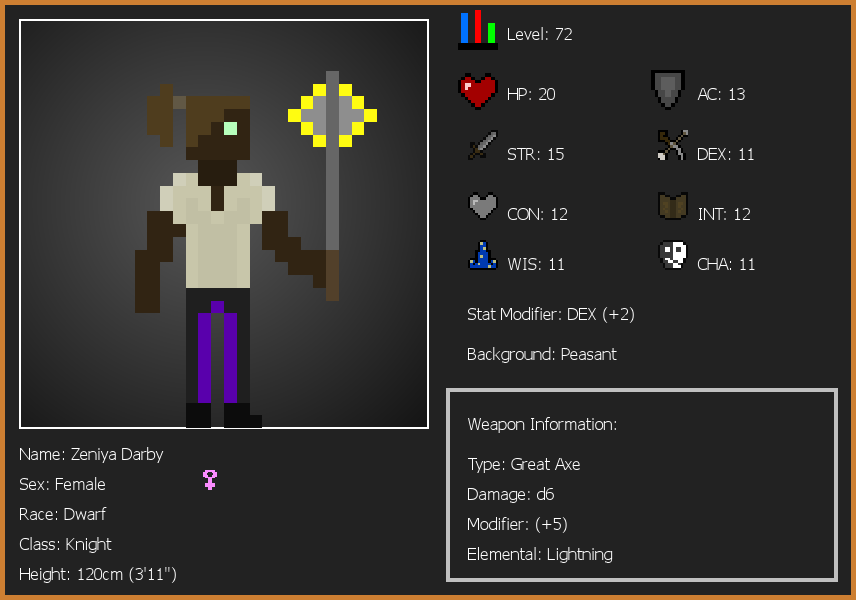 Level: 72
HP: 20
AC: 13
STR: 15
DEX: 11
CON: 12
INT: 12
WIS: 11
CHA: 11
Stat Modifier: DEX (+2)
Background: Peasant
Weapon Information:
Type: Great Axe
Damage: d6
Modifier: (+5)
Elemental: Lightning
Name: Zeniya Darby
Sex: Female
Race: Dwarf
Class: Knight
Height: 120cm (3'11")